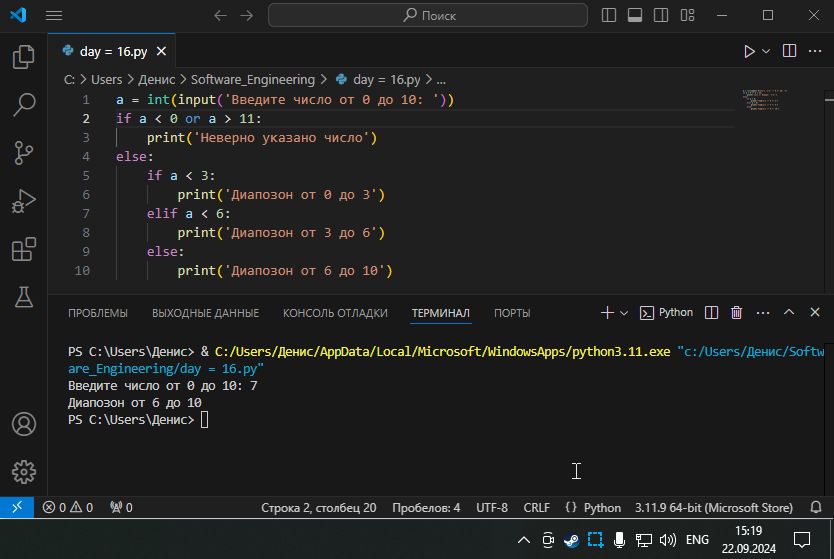 Поиск
day = 16.py
C: > Users > Денис > Software_Engineering > day = 16.py > ...
1 a = int(input('Введите число от 0 до 10: '))
2 if a < 0 or a > 11:
3 print('Неверно указано число')
4 else:
5 if a < 3:
6 print('Диапозон от 0 до 3')
7 elif a < 6:
8 print('Диапозон от 3 до 6')
9 else:
10 print('Диапозон от 6 до 10')
ПРОБЛЕМЫ ВЫХОДНЫЕ ДАННЫЕ КОНСОЛЬ ОТЛАДКИ ТЕРМИНАЛ ПОРТЫ Python
PS C:\Users\Денис> & C:/Users/Денис/AppData/Local/Microsoft/WindowsApps/python3.11.exe "c:/Users/Денис/Softw
are_Engineering/day = 16.py"
Введите число от 0 до 10: 7
Диапозон от 6 до 10
PS C:\Users\Денис>
0 0 0 Строка 2, столбец 20 Пробелов: 4 UTF-8 CRLF {} Python 3.11.9 64-bit (Microsoft Store)
ENG 15:19
22.09.2024